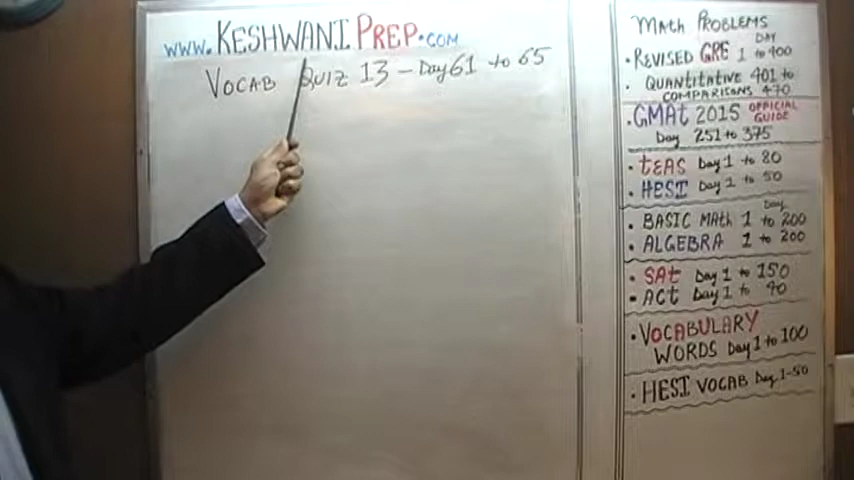 www.KESHWANI PREP.COM
VOCAB QUIZ 13 - Day 61 to 65
Math Problems
DAY
• REVISED GRE 1 to 400
• QUANTITATIVE 401 to
COMPARISONS 470
• GMAt 2015 OFFICIAL GUIDE
Day 251 to 375
• tEAS Day 1 to 80
• HESI Day 1 to 50
Day
• BASIC Math 1 to 200
• ALGEBRA 1 to 200
• SAt Day 1 to 150
• ACt Day 1 to 90
• VOCABULARY
WORDS Day 1 to 100
• HESI VOCAB Day 1-50